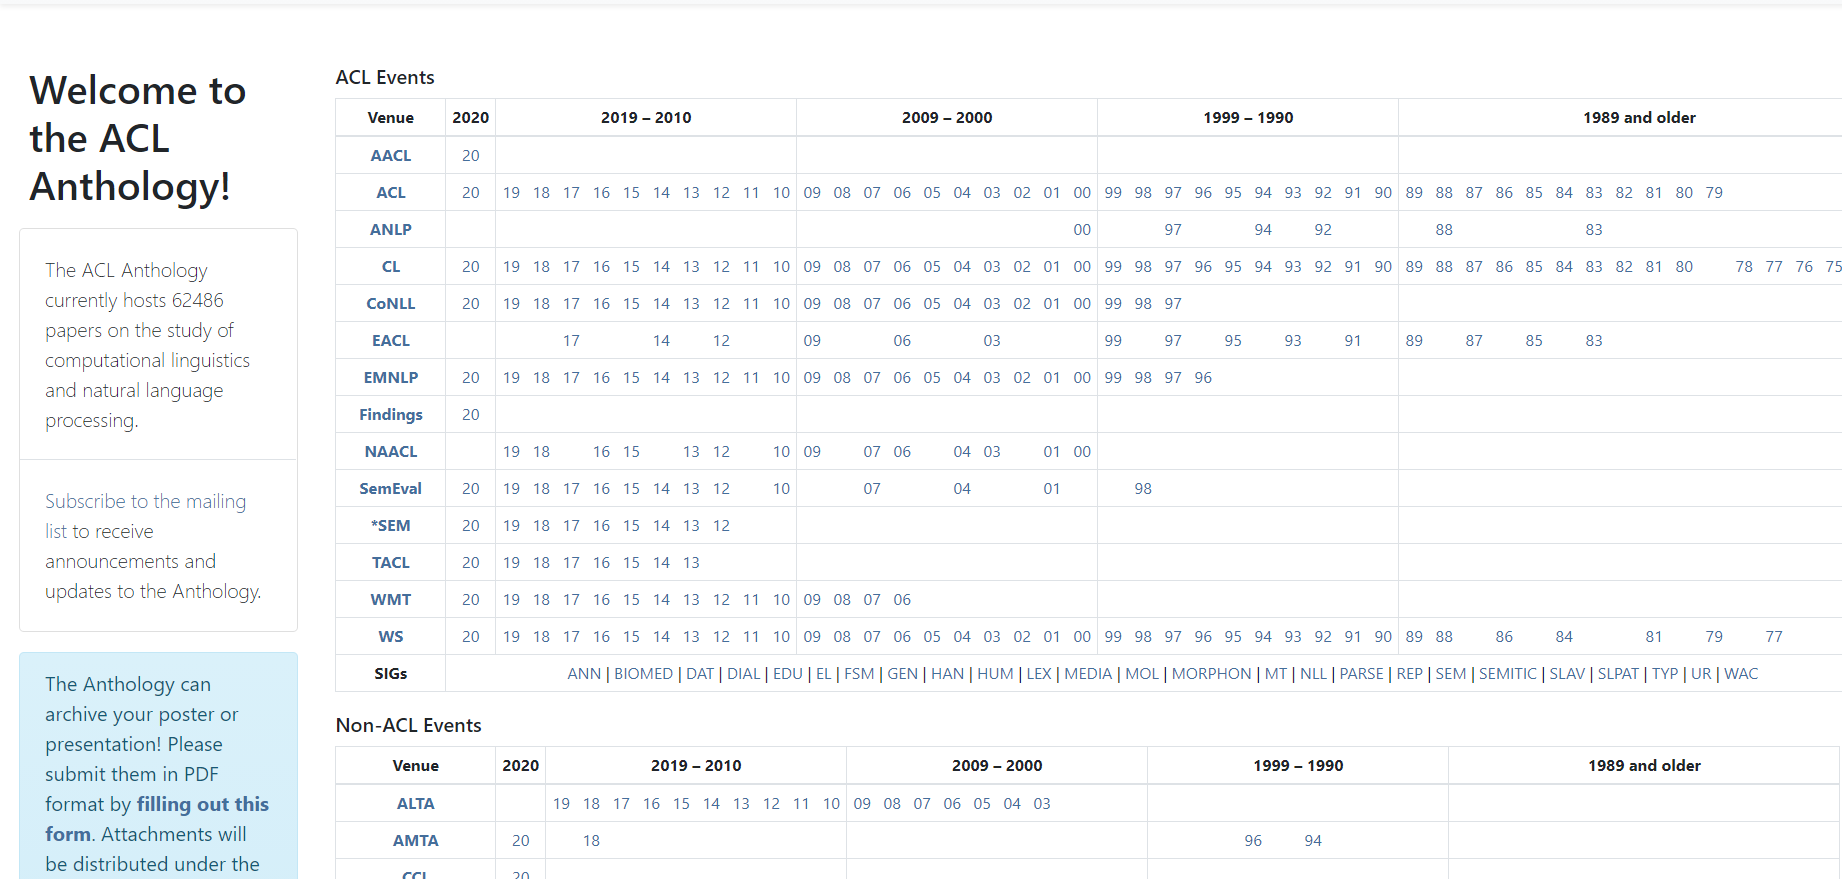 Welcome to
the ACL
Anthology!
The ACL Anthology
currently hosts 62486
papers on the study of
computational linguistics
and natural language
processing.
Subscribe to the mailing
list to receive
announcements and
updates to the Anthology.
The Anthology can
archive your poster or
presentation! Please
submit them in PDF
format by filling out this
form. Attachments will
be distributed under the
ACL Events
Venue 2020 2019 – 2010 2009 – 2000 1999 – 1990 1989 and older
AACL 20
ACL 20 19 18 17 16 15 14 13 12 11 10 09 08 07 06 05 04 03 02 01 00 99 98 97 96 95 94 93 92 91 90 89 88 87 86 85 84 83 82 81 80 79
ANLP 00 97 94 92 88 83
CL 20 19 18 17 16 15 14 13 12 11 10 09 08 07 06 05 04 03 02 01 00 99 98 97 96 95 94 93 92 91 90 89 88 87 86 85 84 83 82 81 80 78 77 76 75
CoNLL 20 19 18 17 16 15 14 13 12 11 10 09 08 07 06 05 04 03 02 01 00 99 98 97
EACL 17 14 12 09 06 03 99 97 95 93 91 89 87 85 83
EMNLP 20 19 18 17 16 15 14 13 12 11 10 09 08 07 06 05 04 03 02 01 00 99 98 97 96
Findings 20
NAACL 19 18 16 15 13 12 10 09 07 06 04 03 01 00
SemEval 20 19 18 17 16 15 14 13 12 10 07 04 01 98
*SEM 20 19 18 17 16 15 14 13 12
TACL 20 19 18 17 16 15 14 13
WMT 20 19 18 17 16 15 14 13 12 11 10 09 08 07 06
WS 20 19 18 17 16 15 14 13 12 11 10 09 08 07 06 05 04 03 02 01 00 99 98 97 96 95 94 93 92 91 90 89 88 86 84 81 79 77
SIGs ANN | BIOMED | DAT | DIAL | EDU | EL | FSM | GEN | HAN | HUM | LEX | MEDIA | MOL | MORPHON | MT | NLL | PARSE | REP | SEM | SEMITIC | SLAV | SLPAT | TYP | UR | WAC
Non-ACL Events
Venue 2020 2019 – 2010 2009 – 2000 1999 – 1990 1989 and older
ALTA 19 18 17 16 15 14 13 12 11 10 09 08 07 06 05 04 03
AMTA 20 18 96 94
CCL 20